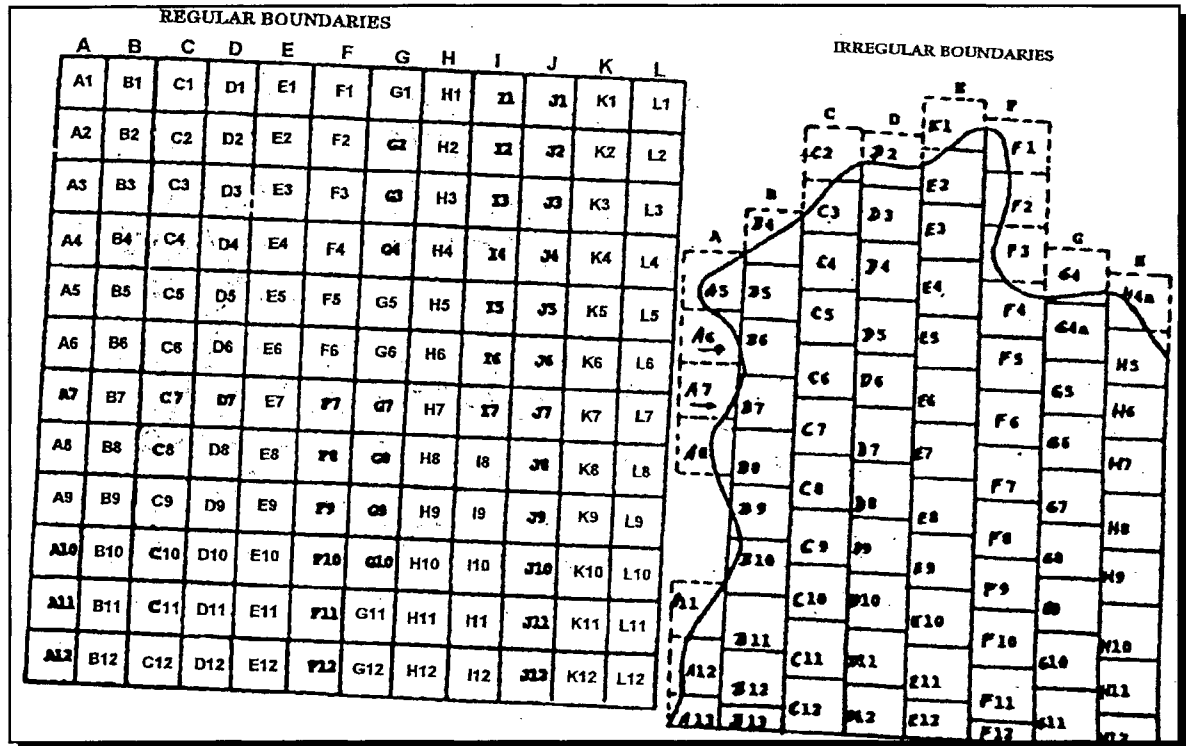 REGULAR BOUNDARIES
A B C D E F G H I J K L
A1 B1 C1 D1 E1 F1 G1 H1 I1 J1 K1 L1
A2 B2 C2 D2 E2 F2 G2 H2 I2 J2 K2 L2
A3 B3 C3 D3 E3 F3 G3 H3 I3 J3 K3 L3
A4 B4 C4 D4 E4 F4 G4 H4 I4 J4 K4 L4
A5 B5 C5 D5 E5 F5 G5 H5 I5 J5 K5 L5
A6 B6 C6 D6 E6 F6 G6 H6 I6 J6 K6 L6
A7 B7 C7 D7 E7 F7 G7 H7 I7 J7 K7 L7
A8 B8 C8 D8 E8 F8 G8 H8 I8 J8 K8 L8
A9 B9 C9 D9 E9 F9 G9 H9 I9 J9 K9 L9
A10 B10 C10 D10 E10 F10 G10 H10 I10 J10 K10 L10
A11 B11 C11 D11 E11 F11 G11 H11 I11 J11 K11 L11
A12 B12 C12 D12 E12 F12 G12 H12 I12 J12 K12 L12
IRREGULAR BOUNDARIES
A B C D E F G H
A5 A6 A7 A8 A11 A12 A13
B4 B5 B6 B7 B8 B9 B10 B11 B12 B13
C2 C3 C4 C5 C6 C7 C8 C9 C10 C11 C12
D2 D3 D4 D5 D6 D7 D8 D9 D10 D11 D12
E1 E2 E3 E4 E5 E6 E7 E8 E9 E10 E11 E12
F1 F2 F3 F4 F5 F6 F7 F8 F9 F10 F11 F12
G4 G4a G5 G6 G7 G8 G9 G10 G11
H4a H5 H6 H7 H8 H9 H10 H11 H12